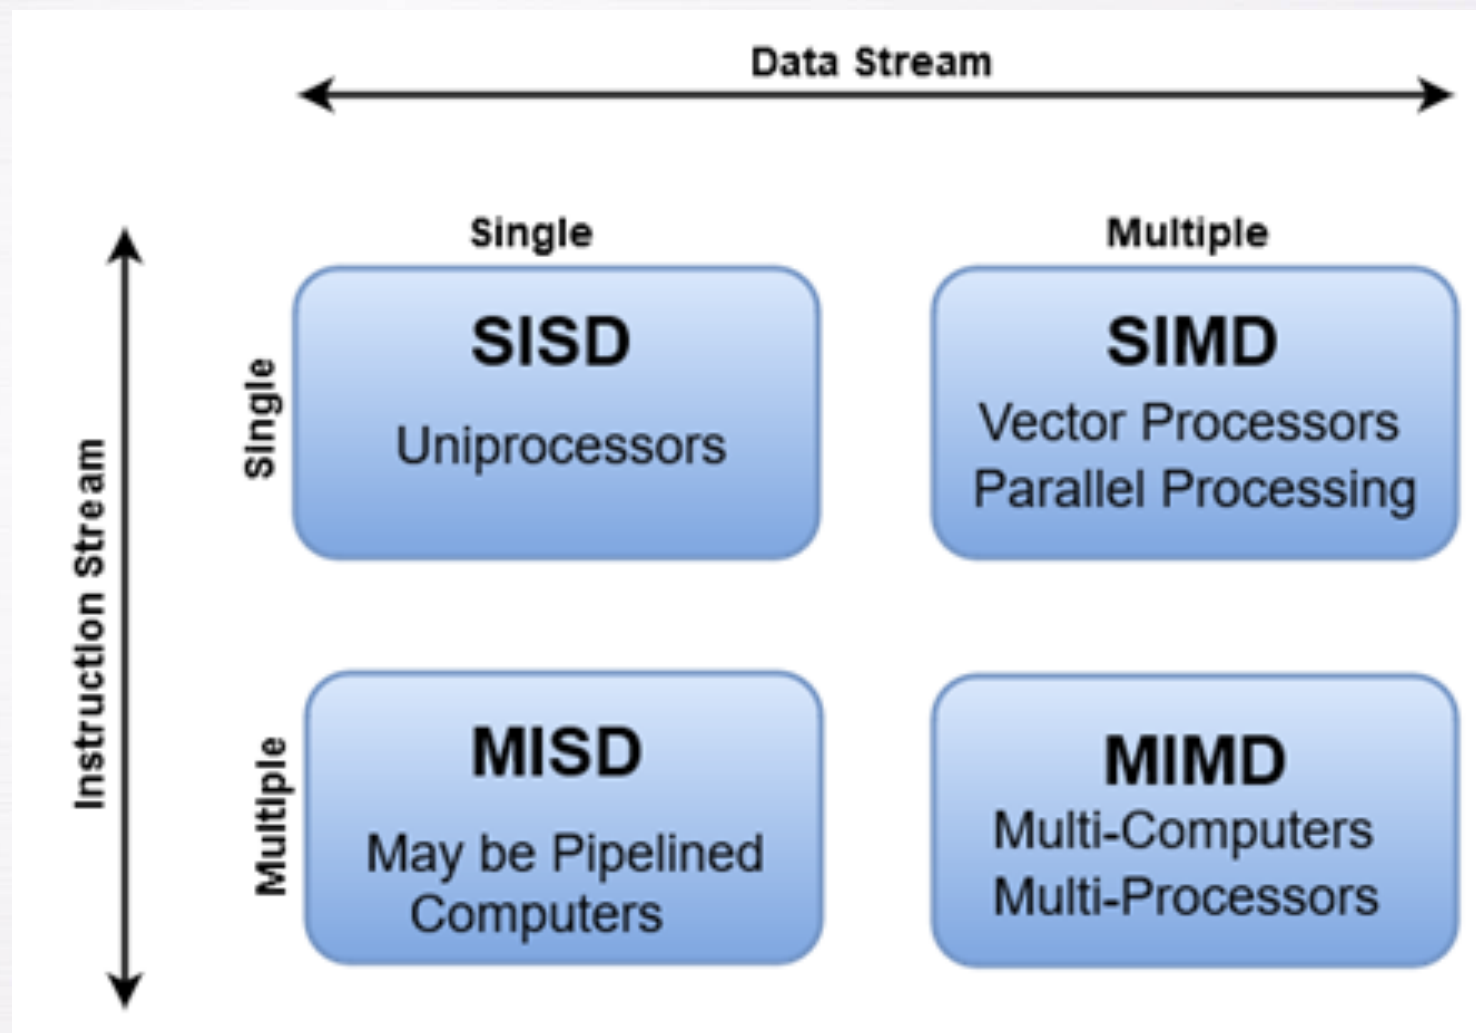 Data Stream
Single
Multiple
Instruction Stream
Single
SISD
Uniprocessors
SIMD
Vector Processors
Parallel Processing
Multiple
MISD
May be Pipelined
Computers
MIMD
Multi-Computers
Multi-Processors